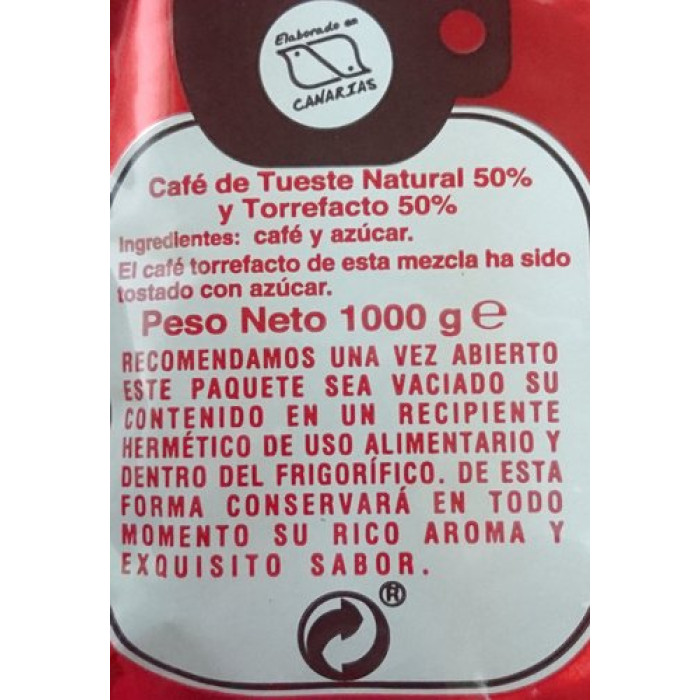 Elaborado en
CANARIAS
Café de Tueste Natural 50%
y Torrefacto 50%
Ingredientes: café y azúcar.
El café torrefacto de esta mezcla ha sido
tostado con azúcar.
Peso Neto 1000 g e
RECOMENDAMOS UNA VEZ ABIERTO
ESTE PAQUETE SEA VACIADO SU
CONTENIDO EN UN RECIPIENTE
HERMÉTICO DE USO ALIMENTARIO Y
DENTRO DEL FRIGORÍFICO. DE ESTA
FORMA CONSERVARÁ EN TODO
MOMENTO SU RICO AROMA Y
EXQUISITO SABOR.
®